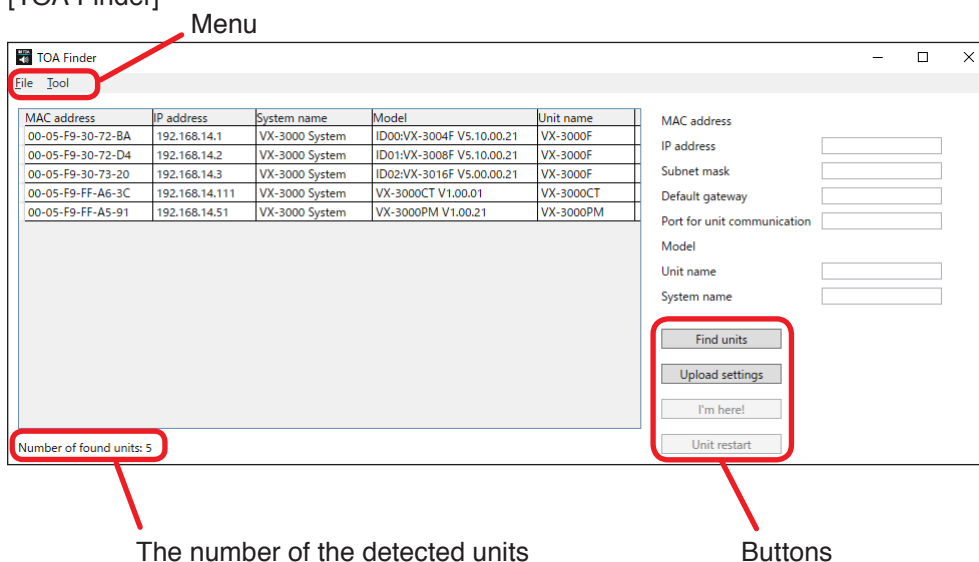 [TOA Finder]
Menu
TOA Finder
File Tool
MAC address IP address System name Model Unit name
00-05-F9-30-72-BA 192.168.14.1 VX-3000 System ID00:VX-3004F V5.10.00.21 VX-3000F
00-05-F9-30-72-D4 192.168.14.2 VX-3000 System ID01:VX-3008F V5.10.00.21 VX-3000F
00-05-F9-30-73-20 192.168.14.3 VX-3000 System ID02:VX-3016F V5.00.00.21 VX-3000F
00-05-F9-FF-A6-3C 192.168.14.111 VX-3000 System VX-3000CT V1.00.01 VX-3000CT
00-05-F9-FF-A5-91 192.168.14.51 VX-3000 System VX-3000PM V1.00.21 VX-3000PM
MAC address
IP address
Subnet mask
Default gateway
Port for unit communication
Model
Unit name
System name
Find units
Upload settings
I'm here!
Unit restart
Number of found units: 5
The number of the detected units
Buttons